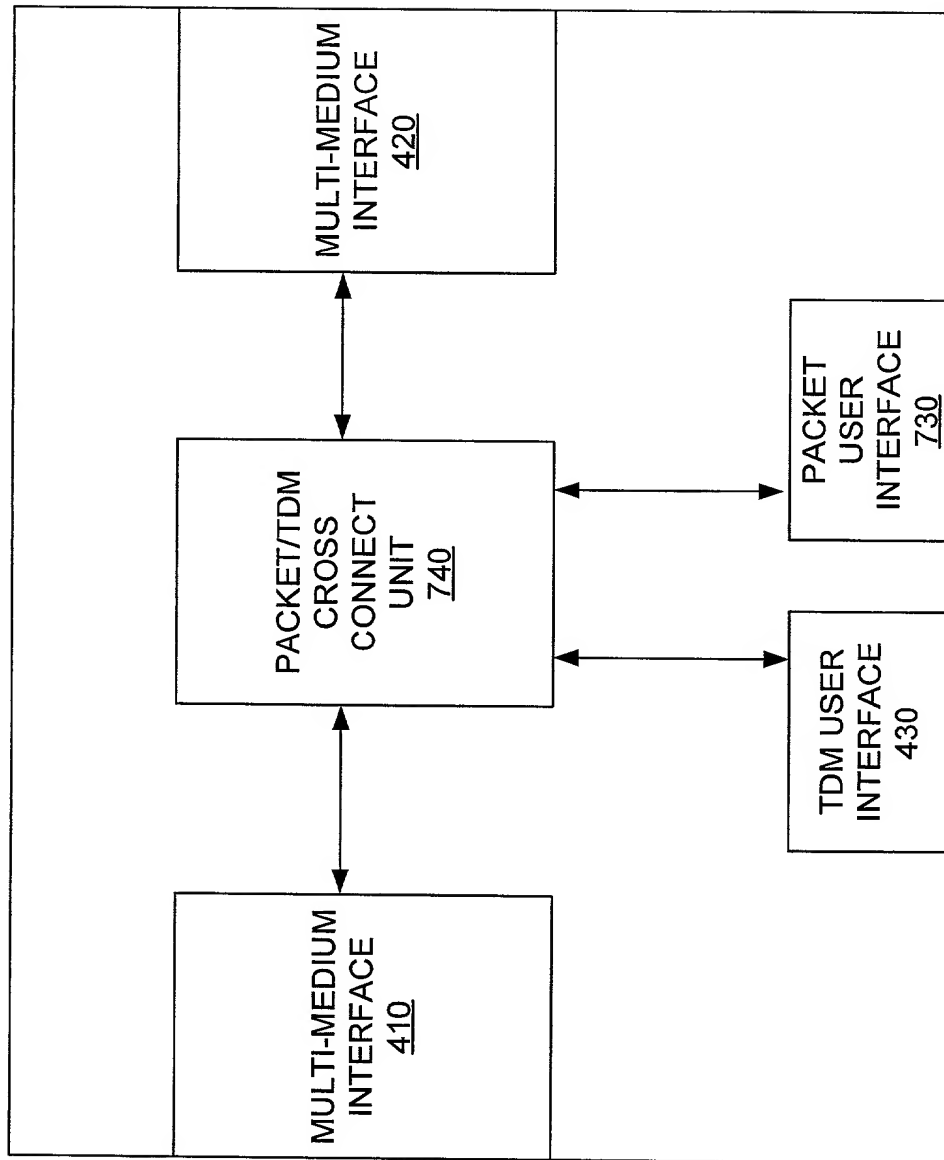 MULTI-MEDIUM
INTERFACE
410
PACKET/TDM
CROSS
CONNECT
UNIT
740
MULTI-MEDIUM
INTERFACE
420
TDM USER
INTERFACE
430
PACKET
USER
INTERFACE
730